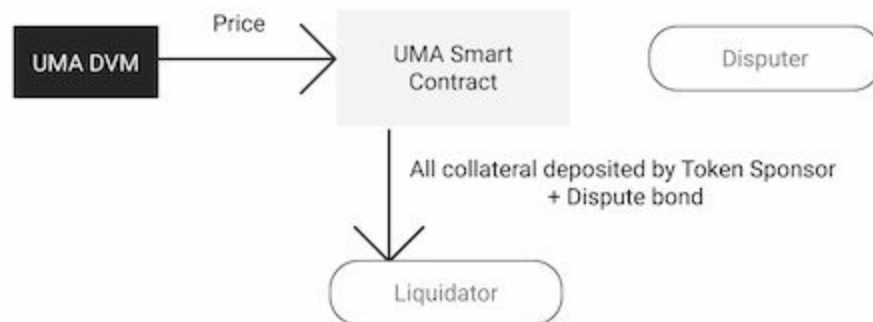 Price
UMA DVM
UMA Smart
Contract
Disputer
All collateral deposited by Token Sponsor
+ Dispute bond
Liquidator